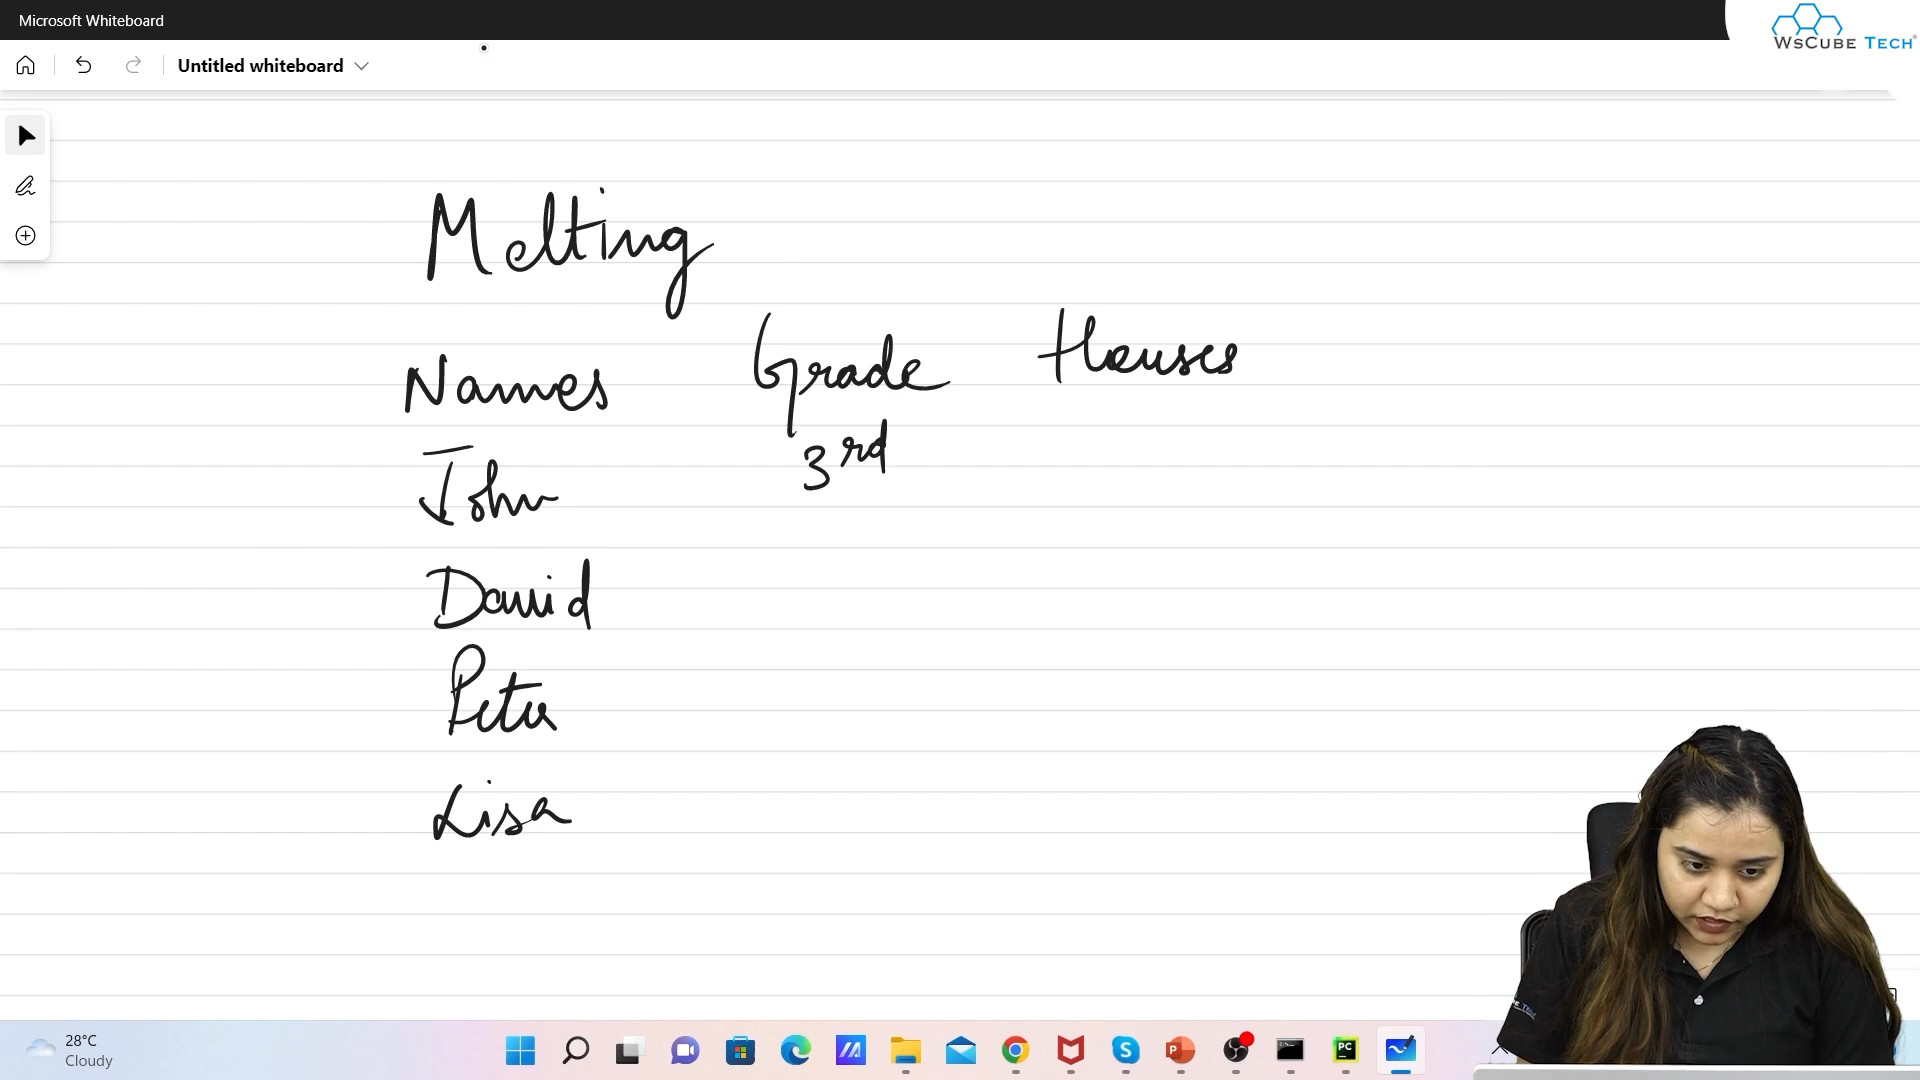 Microsoft Whiteboard
WsCube Tech
Untitled whiteboard
Melting
Names Grade Houses
John 3rd
David
Peter
Lisa
28°C
Cloudy